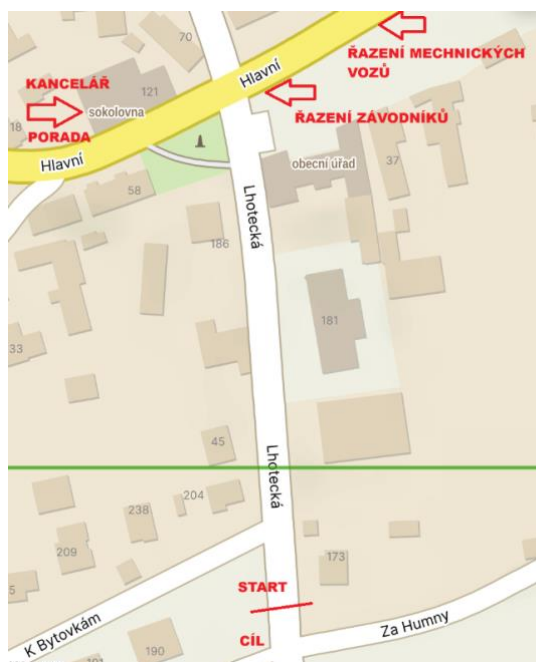 70
ŘAZENÍ MECHNICKÝCH
VOZŮ
Hlavní
KANCELÁŘ
121
sokolovna
18
PORADA
ŘAZENÍ ZÁVODNÍKŮ
Hlavní
obecní úřad
37
58
Lhotecká
186
181
33
45
Lhotecká
204
238
209
173
START
5
K Bytovkám
CÍL
190
Za Humny